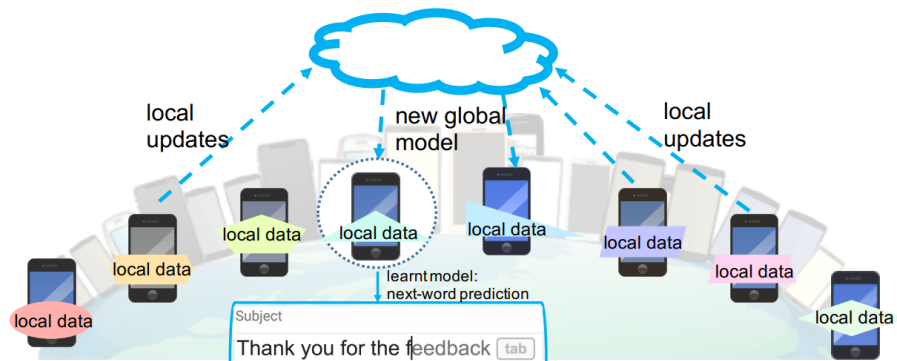 local
updates
new global
model
local
updates
local data
local data
local data
local data
local data
local data
local data
local data
learnt model:
next-word prediction
Subject
Thank you for the feedback tab